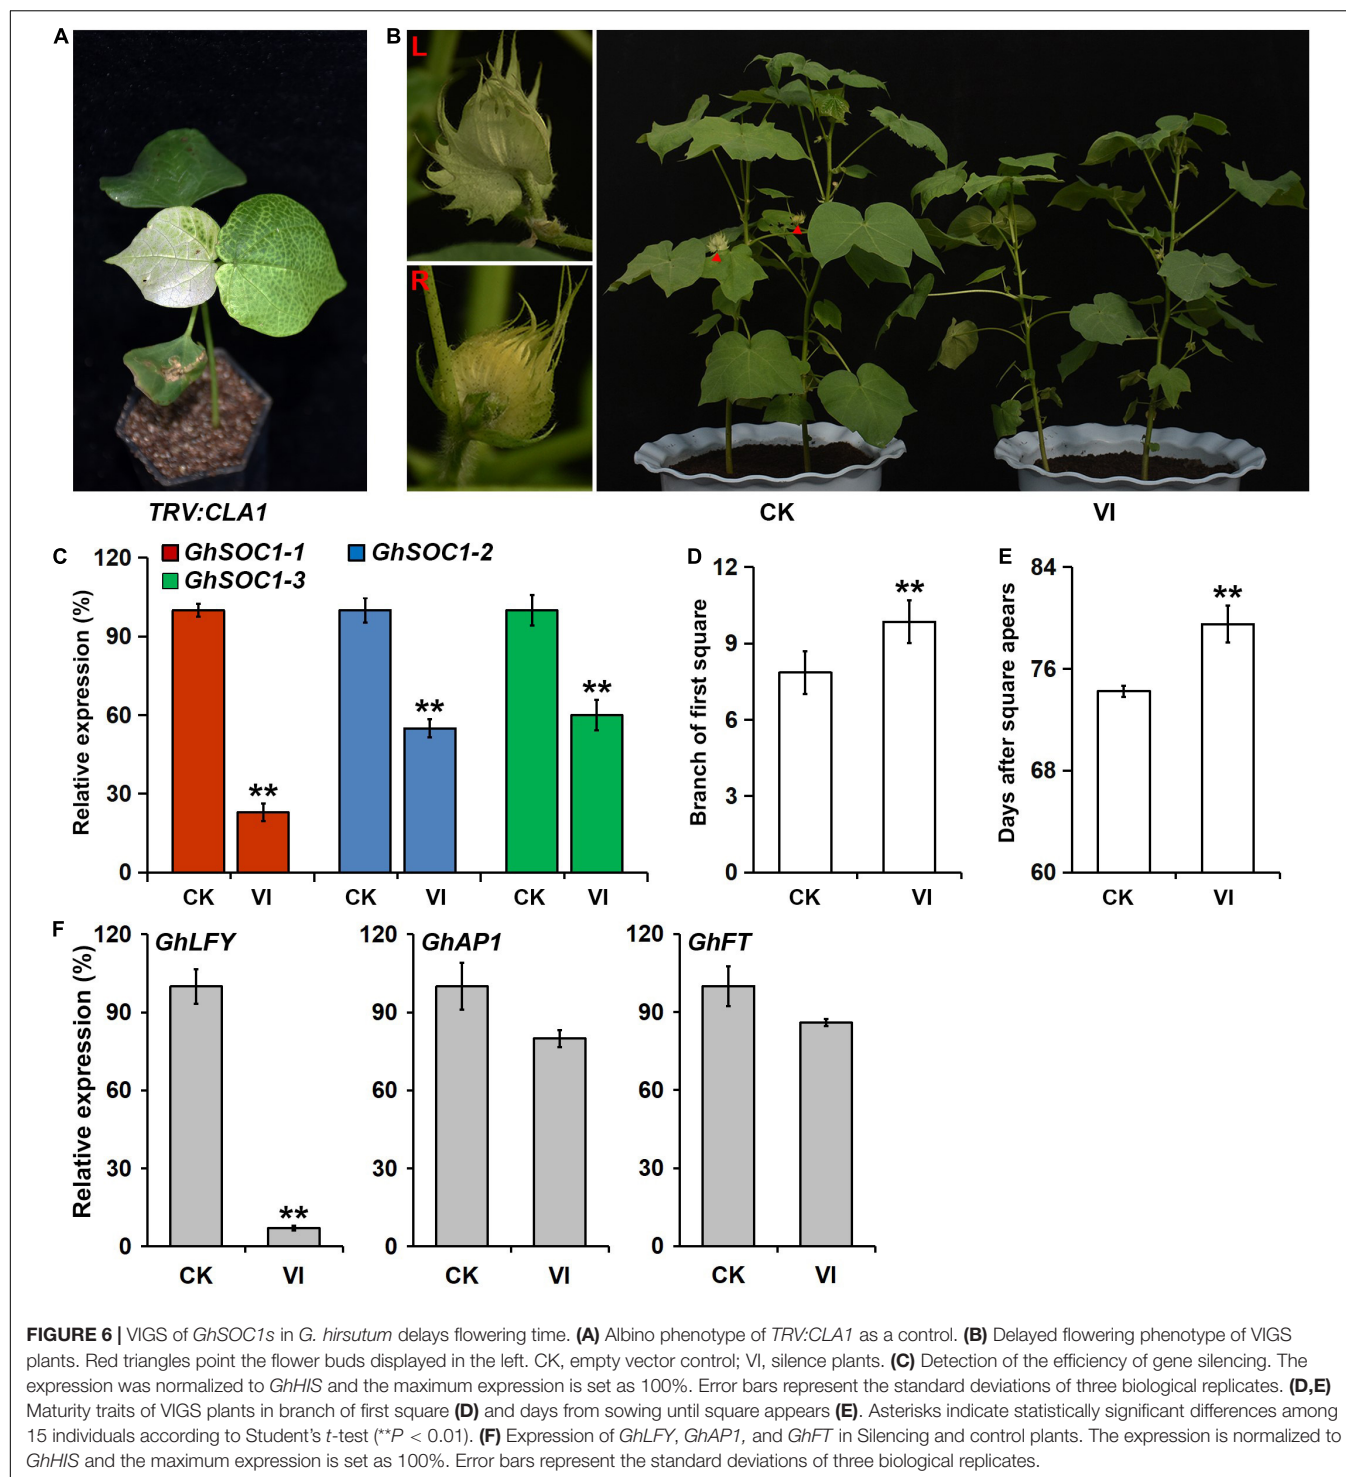 A
B
L
R
TRV:CLA1
CK
VI
C
GhSOC1-1
GhSOC1-2
GhSOC1-3
Relative expression (%)
120
90
60
30
0
**
**
**
CK
VI
CK
VI
CK
VI
D
Branch of first square
12
9
6
3
0
**
CK
VI
E
Days after square apears
84
76
68
60
**
CK
VI
F
Relative expression (%)
GhLFY
120
90
60
30
0
**
CK
VI
GhAP1
120
90
60
30
0
CK
VI
GhFT
120
90
60
30
0
CK
VI
FIGURE 6 | VIGS of GhSOC1s in G. hirsutum delays flowering time. (A) Albino phenotype of TRV:CLA1 as a control. (B) Delayed flowering phenotype of VIGS
plants. Red triangles point the flower buds displayed in the left. CK, empty vector control; VI, silence plants. (C) Detection of the efficiency of gene silencing. The
expression was normalized to GhHIS and the maximum expression is set as 100%. Error bars represent the standard deviations of three biological replicates. (D,E)
Maturity traits of VIGS plants in branch of first square (D) and days from sowing until square appears (E). Asterisks indicate statistically significant differences among
15 individuals according to Student's t-test (**P < 0.01). (F) Expression of GhLFY, GhAP1, and GhFT in Silencing and control plants. The expression is normalized to
GhHIS and the maximum expression is set as 100%. Error bars represent the standard deviations of three biological replicates.